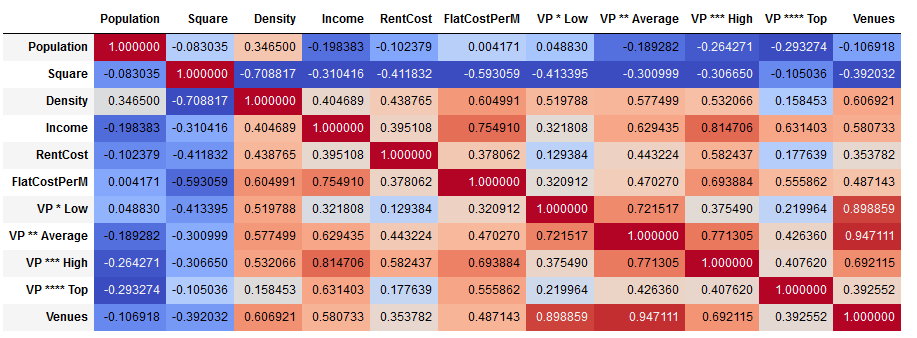 Population Square Density Income RentCost FlatCostPerM VP * Low VP ** Average VP *** High VP **** Top Venues
Population 1.000000 -0.083035 0.346500 -0.198383 -0.102379 0.004171 0.048830 -0.189282 -0.264271 -0.293274 -0.106918
Square -0.083035 1.000000 -0.708817 -0.310416 -0.411832 -0.593059 -0.413395 -0.300999 -0.306650 -0.105036 -0.392032
Density 0.346500 -0.708817 1.000000 0.404689 0.438765 0.604991 0.519788 0.577499 0.532066 0.158453 0.606921
Income -0.198383 -0.310416 0.404689 1.000000 0.395108 0.754910 0.321808 0.629435 0.814706 0.631403 0.580733
RentCost -0.102379 -0.411832 0.438765 0.395108 1.000000 0.378062 0.129384 0.443224 0.582437 0.177639 0.353782
FlatCostPerM 0.004171 -0.593059 0.604991 0.754910 0.378062 1.000000 0.320912 0.470270 0.693884 0.555862 0.487143
VP * Low 0.048830 -0.413395 0.519788 0.321808 0.129384 0.320912 1.000000 0.721517 0.375490 0.219964 0.898859
VP ** Average -0.189282 -0.300999 0.577499 0.629435 0.443224 0.470270 0.721517 1.000000 0.771305 0.426360 0.947111
VP *** High -0.264271 -0.306650 0.532066 0.814706 0.582437 0.693884 0.375490 0.771305 1.000000 0.407620 0.692115
VP **** Top -0.293274 -0.105036 0.158453 0.631403 0.177639 0.555862 0.219964 0.426360 0.407620 1.000000 0.392552
Venues -0.106918 -0.392032 0.606921 0.580733 0.353782 0.487143 0.898859 0.947111 0.692115 0.392552 1.000000